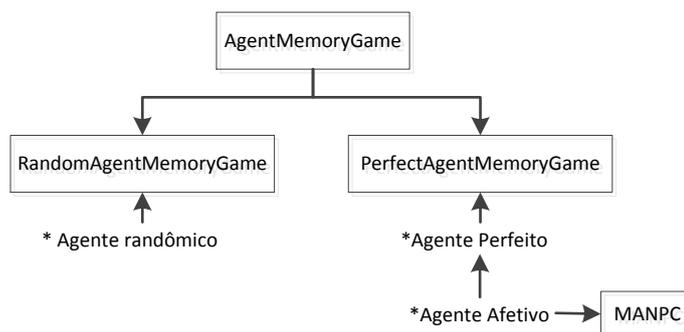 AgentMemoryGame
RandomAgentMemoryGame
PerfectAgentMemoryGame
* Agente randômico
*Agente Perfeito
*Agente Afetivo
MANPC